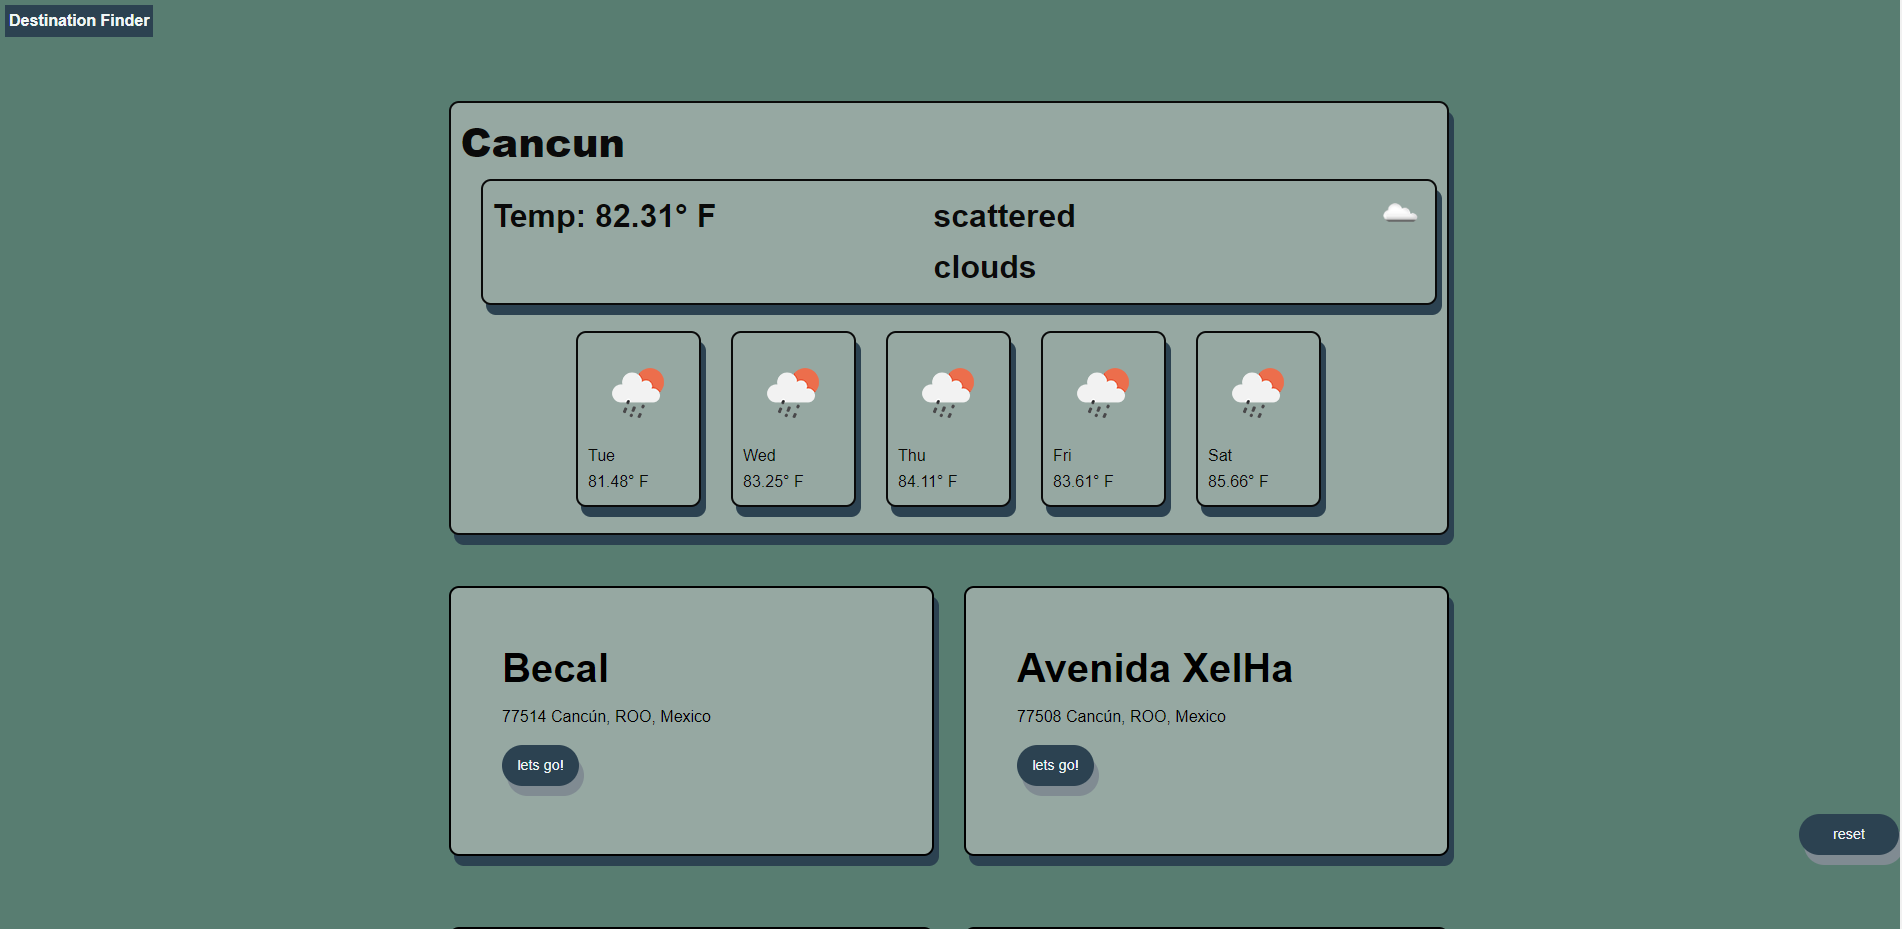 Destination Finder
Cancun
Temp: 82.31° F
scattered
clouds
Tue
81.48° F
Wed
83.25° F
Thu
84.11° F
Fri
83.61° F
Sat
85.66° F
Becal
77514 Cancún, ROO, Mexico
lets go!
Avenida XelHa
77508 Cancún, ROO, Mexico
lets go!
reset